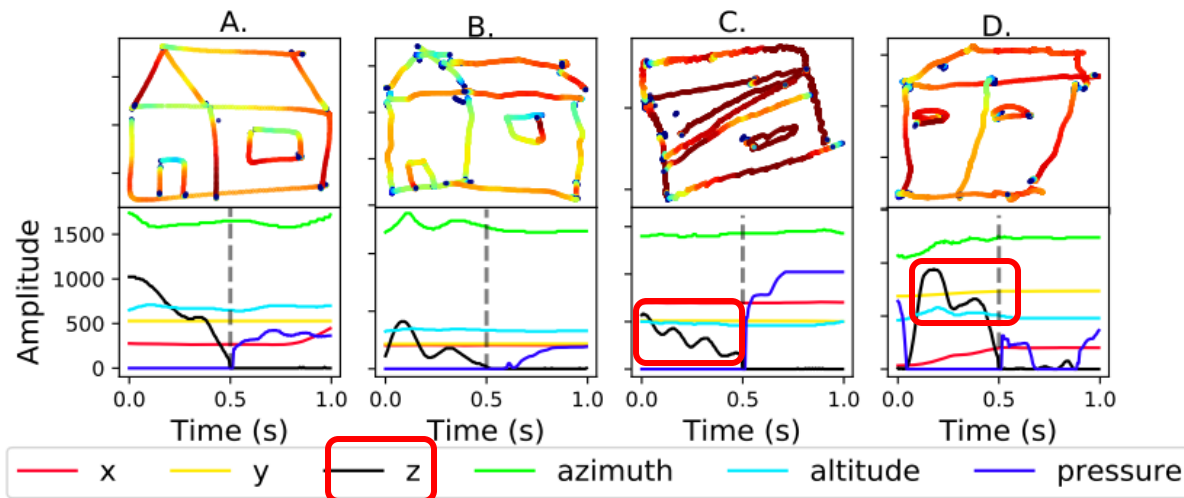 A. B. C. D.
Amplitude
1500
1000
500
0
0.0 0.5 1.0 0.0 0.5 1.0 0.0 0.5 1.0 0.0 0.5 1.0
Time (s) Time (s) Time (s) Time (s)
x y z azimuth altitude pressure